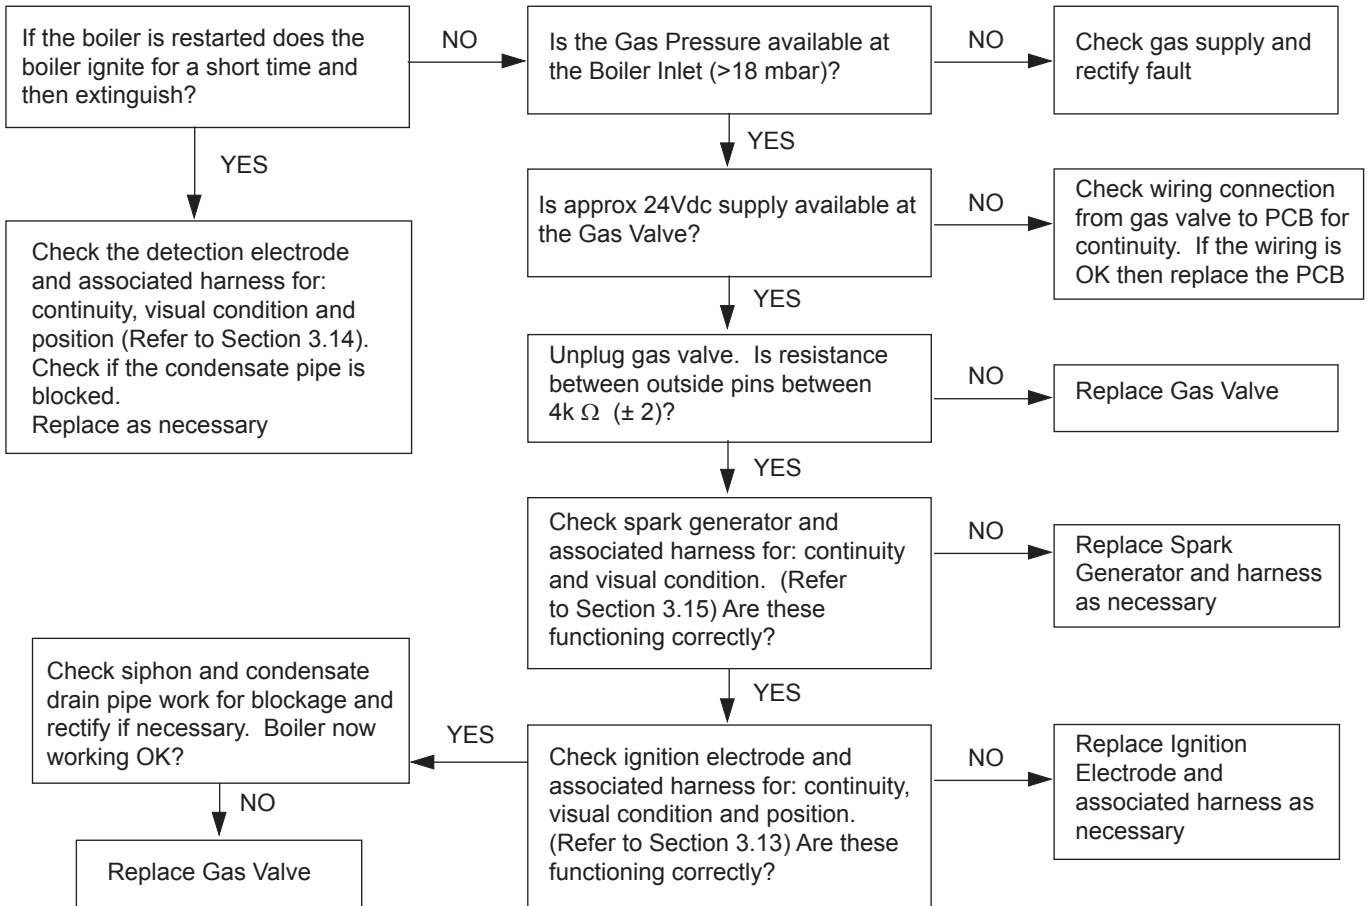 If the boiler is restarted does the
boiler ignite for a short time and
then extinguish?
NO
Is the Gas Pressure available at
the Boiler Inlet (>18 mbar)?
NO
Check gas supply and
rectify fault
YES
YES
Check the detection electrode
and associated harness for:
continuity, visual condition and
position (Refer to Section 3.14).
Check if the condensate pipe is
blocked.
Replace as necessary
Is approx 24Vdc supply available at
the Gas Valve?
NO
Check wiring connection
from gas valve to PCB for
continuity. If the wiring is
OK then replace the PCB
YES
Unplug gas valve. Is resistance
between outside pins between
4k Ω (± 2)?
NO
Replace Gas Valve
YES
Check spark generator and
associated harness for: continuity
and visual condition. (Refer
to Section 3.15) Are these
functioning correctly?
NO
Replace Spark
Generator and harness
as necessary
YES
Check ignition electrode and
associated harness for: continuity,
visual condition and position.
(Refer to Section 3.13) Are these
functioning correctly?
NO
Replace Ignition
Electrode and
associated harness as
necessary
YES
Check siphon and condensate
drain pipe work for blockage and
rectify if necessary. Boiler now
working OK?
NO
Replace Gas Valve